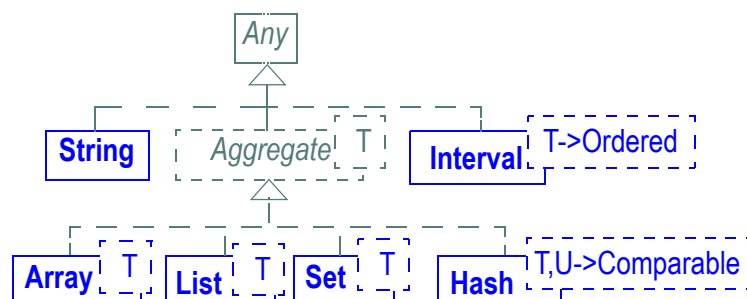 Any
String
Aggregate T
Interval T->Ordered
Array T
List T
Set T
Hash T,U->Comparable